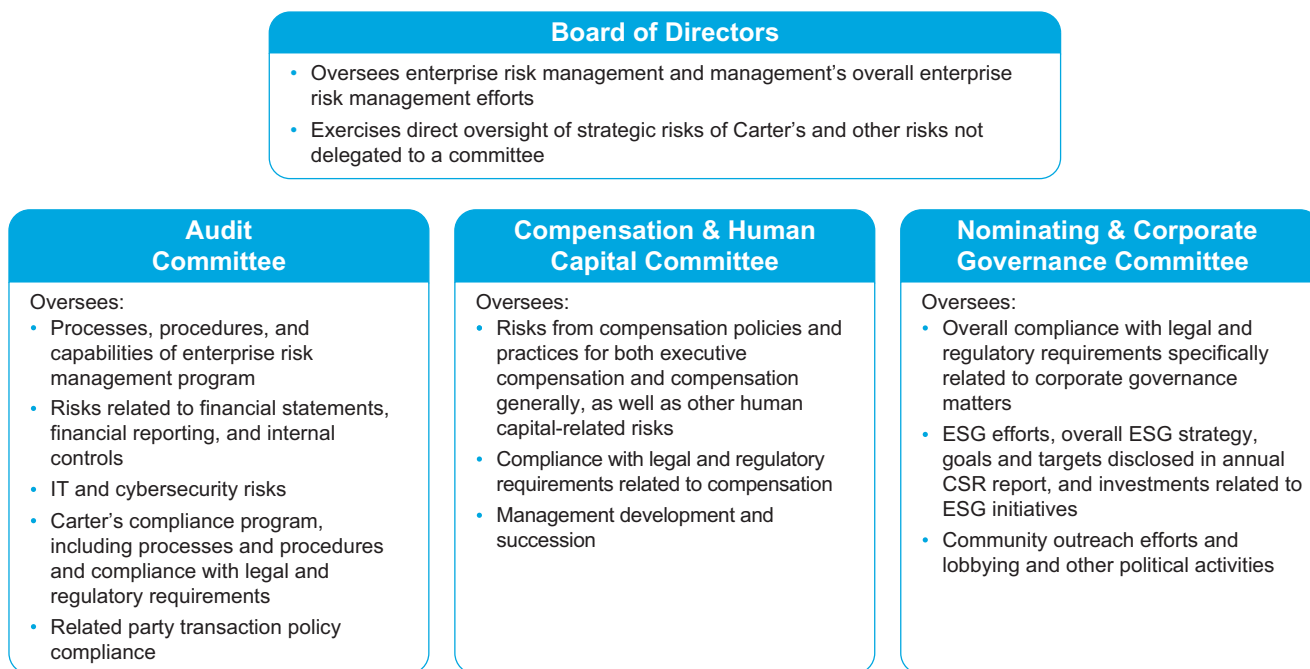 Board of Directors
• Oversees enterprise risk management and management’s overall enterprise
risk management efforts
• Exercises direct oversight of strategic risks of Carter’s and other risks not
delegated to a committee
Audit
Committee
Oversees:
• Processes, procedures, and
capabilities of enterprise risk
management program
• Risks related to financial statements,
financial reporting, and internal
controls
• IT and cybersecurity risks
• Carter’s compliance program,
including processes and procedures
and compliance with legal and
regulatory requirements
• Related party transaction policy
compliance
Compensation & Human
Capital Committee
Oversees:
• Risks from compensation policies and
practices for both executive
compensation and compensation
generally, as well as other human
capital-related risks
• Compliance with legal and regulatory
requirements related to compensation
• Management development and
succession
Nominating & Corporate
Governance Committee
Oversees:
• Overall compliance with legal and
regulatory requirements specifically
related to corporate governance
matters
• ESG efforts, overall ESG strategy,
goals and targets disclosed in annual
CSR report, and investments related to
ESG initiatives
• Community outreach efforts and
lobbying and other political activities